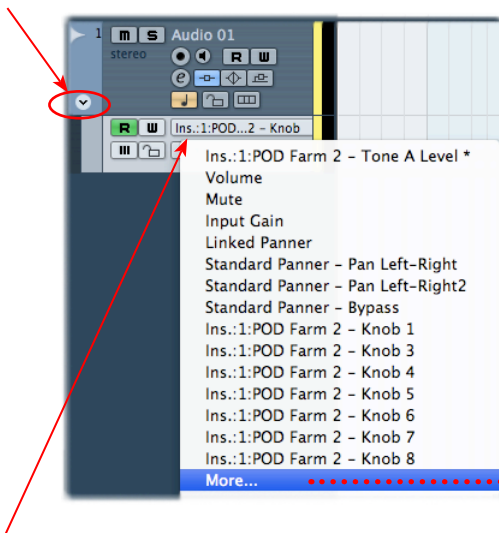 1 m S Audio 01
stereo R W
e
R W Ins.:1:POD...2 – Knob
Ins.:1:POD Farm 2 – Tone A Level *
Volume
Mute
Input Gain
Linked Panner
Standard Panner – Pan Left-Right
Standard Panner – Pan Left-Right2
Standard Panner – Bypass
Ins.:1:POD Farm 2 – Knob 1
Ins.:1:POD Farm 2 – Knob 3
Ins.:1:POD Farm 2 – Knob 4
Ins.:1:POD Farm 2 – Knob 5
Ins.:1:POD Farm 2 – Knob 6
Ins.:1:POD Farm 2 – Knob 7
Ins.:1:POD Farm 2 – Knob 8
More...